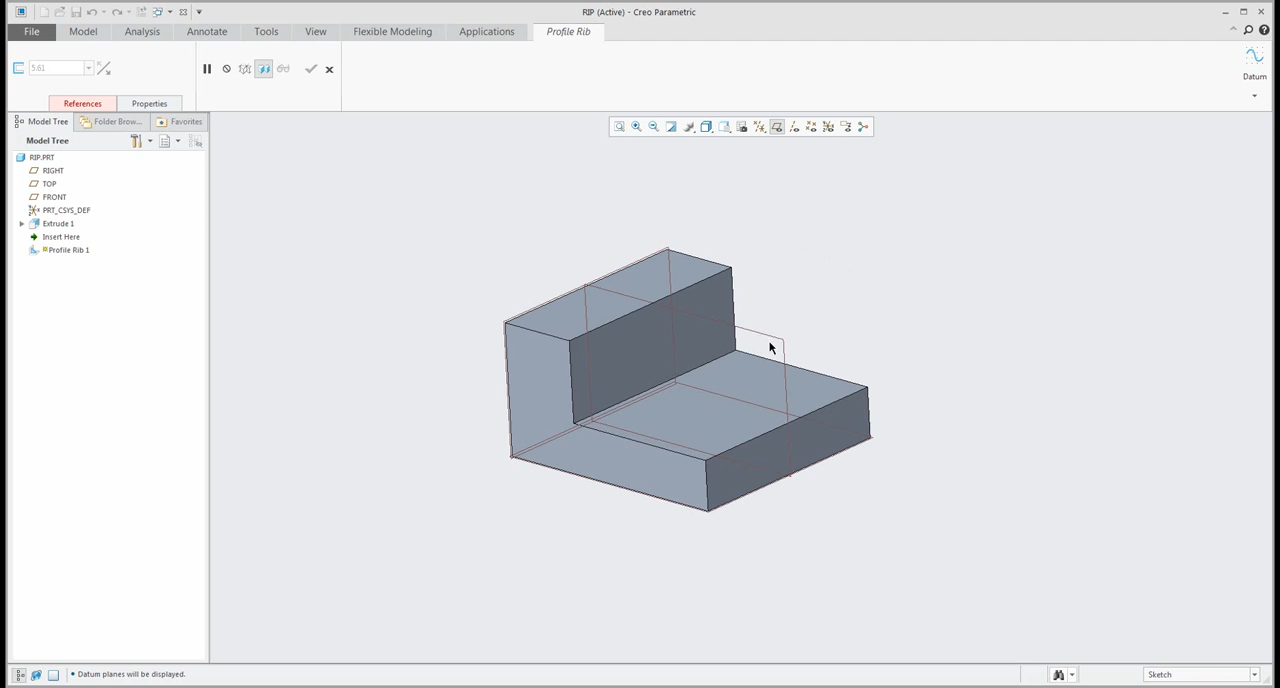 RIP (Active) - Creo Parametric
File Model Analysis Annotate Tools View Flexible Modeling Applications Profile Rib
5.61
Datum
References Properties
Model Tree Folder Brow... Favorites
Model Tree
RIP.PRT
RIGHT
TOP
FRONT
PRT_CSYS_DEF
Extrude 1
Insert Here
Profile Rib 1
• Datum planes will be displayed.
Sketch